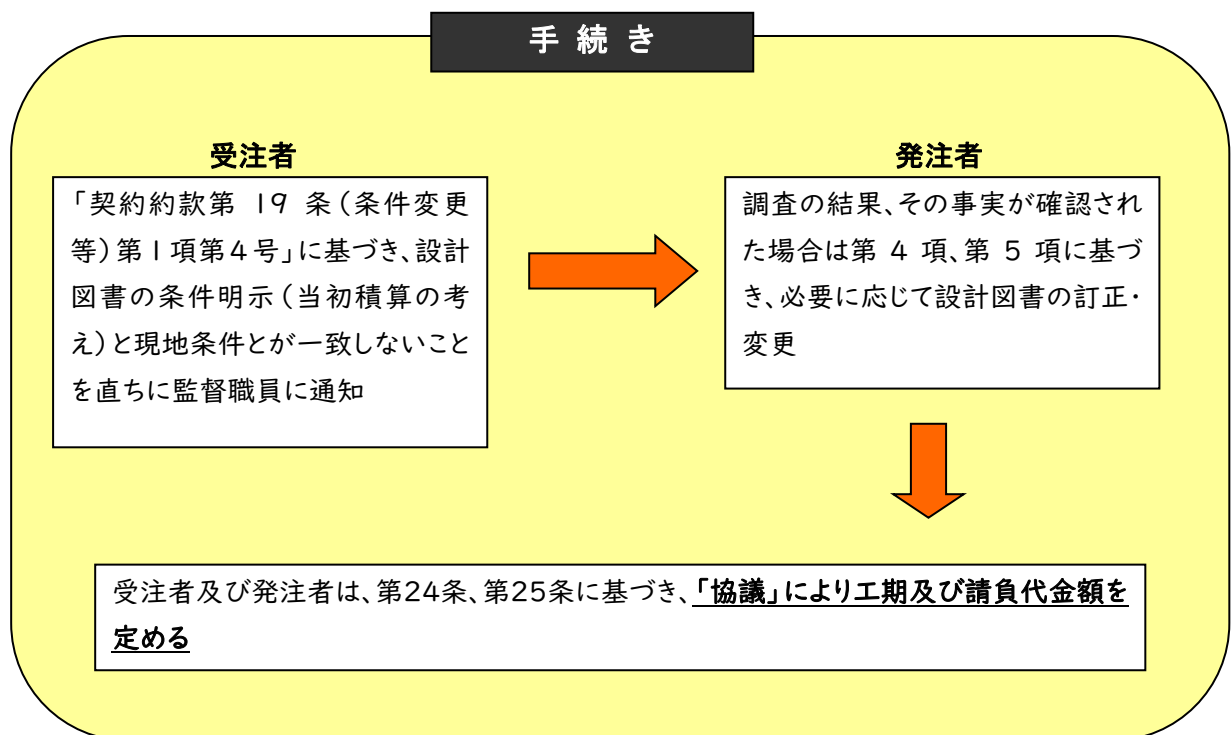 手 続 き
受注者
「契約約款第 19 条（条件変更
等）第1項第4号」に基づき、設計
図書の条件明示（当初積算の考
え）と現地条件とが一致しないこと
を直ちに監督職員に通知
発注者
調査の結果、その事実が確認され
た場合は第 4 項、第 5 項に基づ
き、必要に応じて設計図書の訂正・
変更
受注者及び発注者は、第24条、第25条に基づき、「協議」により工期及び請負代金額を
定める